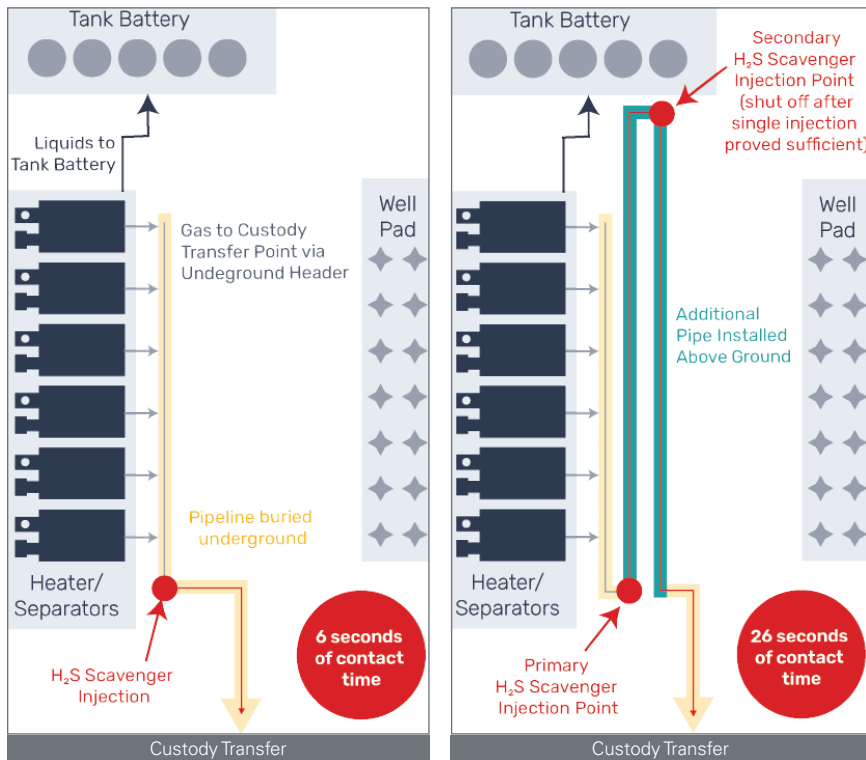 Tank Battery
Liquids to
Tank Battery
Gas to Custody
Transfer Point via
Undeground Header
Well
Pad
Pipeline buried
underground
Heater/
Separators
H₂S Scavenger
Injection
6 seconds
of contact
time
Custody Transfer
Tank Battery
Secondary
H₂S Scavenger
Injection Point
(shut off after
single injection
proved sufficient)
Well
Pad
Additional
Pipe Installed
Above Ground
Heater/
Separators
Primary
H₂S Scavenger
Injection Point
26 seconds
of contact
time
Custody Transfer